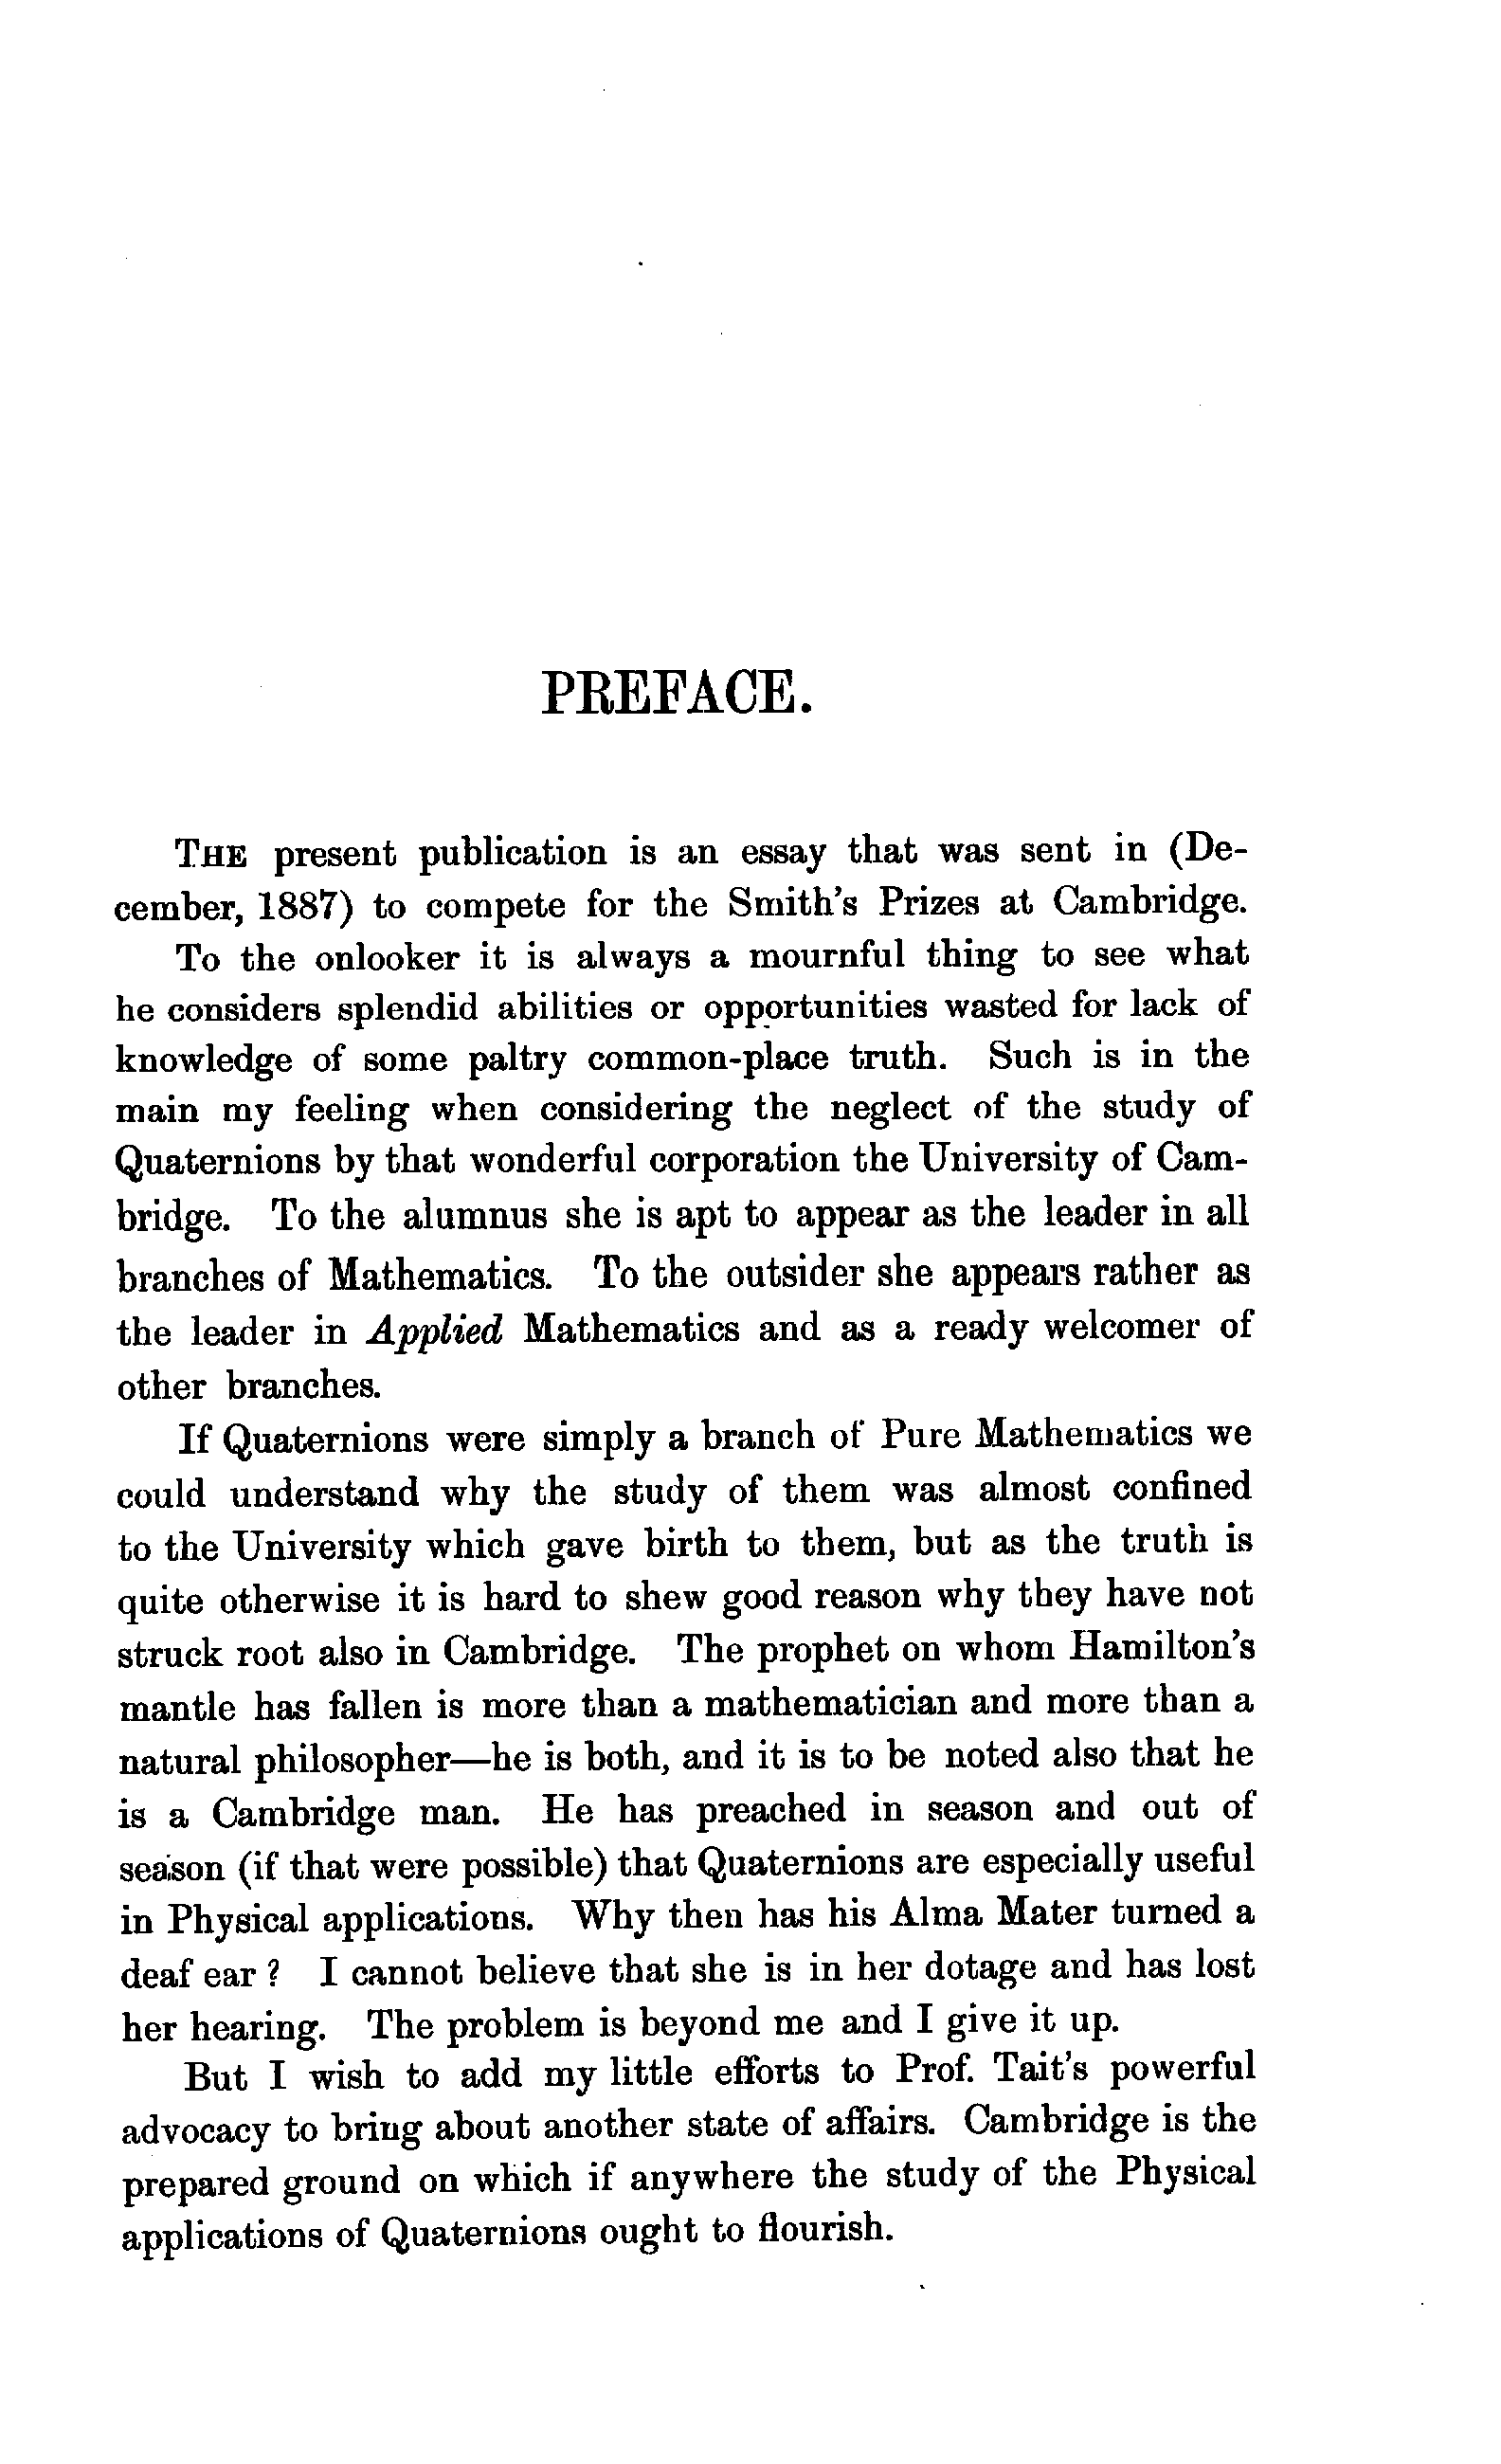 PREFACE.
THE present publication is an essay that was sent in (De-
cember, 1887) to compete for the Smith's Prizes at Cambridge.
To the onlooker it is always a mournful thing to see what
he considers splendid abilities or opportunities wasted for lack of
knowledge of some paltry common-place truth. Such is in the
main my feeling when considering the neglect of the study of
Quaternions by that wonderful corporation the University of Cam-
bridge. To the alumnus she is apt to appear as the leader in all
branches of Mathematics. To the outsider she appears rather as
the leader in Applied Mathematics and as a ready welcomer of
other branches.
If Quaternions were simply a branch of Pure Mathematics we
could understand why the study of them was almost confined
to the University which gave birth to them, but as the truth is
quite otherwise it is hard to shew good reason why they have not
struck root also in Cambridge. The prophet on whom Hamilton's
mantle has fallen is more than a mathematician and more than a
natural philosopher—he is both, and it is to be noted also that he
is a Cambridge man. He has preached in season and out of
season (if that were possible) that Quaternions are especially useful
in Physical applications. Why then has his Alma Mater turned a
deaf ear ? I cannot believe that she is in her dotage and has lost
her hearing. The problem is beyond me and I give it up.
But I wish to add my little efforts to Prof. Tait's powerful
advocacy to bring about another state of affairs. Cambridge is the
prepared ground on which if anywhere the study of the Physical
applications of Quaternions ought to flourish.